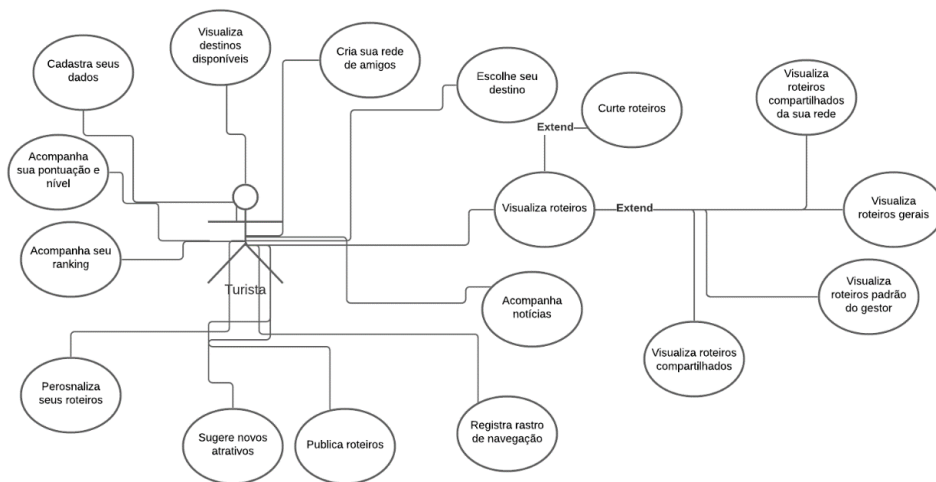 Visualiza
destinos
disponíveis
Cadastra seus
dados
Cria sua rede
de amigos
Escolhe seu
destino
Curte roteiros
Visualiza
roteiros
compartilhados
da sua rede
Extend
Acompanha
sua pontuação e
nível
Visualiza roteiros
Extend
Visualiza
roteiros gerais
Acompanha seu
ranking
Turista
Acompanha
notícias
Visualiza
roteiros padrão
do gestor
Visualiza roteiros
compartilhados
Perosnaliza
seus roteiros
Sugere novos
atrativos
Publica roteiros
Registra rastro
de navegação